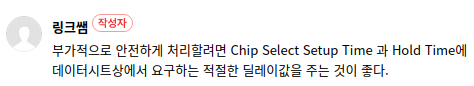 링크쌤 작성자
부가적으로 안전하게 처리할려면 Chip Select Setup Time 과 Hold Time에
데이터시트상에서 요구하는 적절한 딜레이값을 주는 것이 좋다.